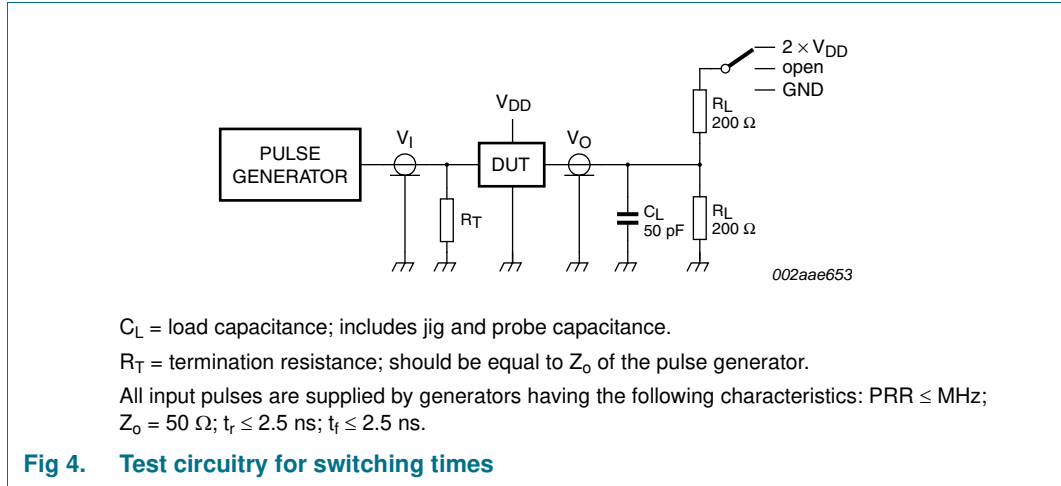 2 × VDD
open
GND
RL
200 Ω
VDD
VI
VO
PULSE
GENERATOR
DUT
RT
CL
50 pF
RL
200 Ω
002aae653
CL = load capacitance; includes jig and probe capacitance.
RT = termination resistance; should be equal to Zo of the pulse generator.
All input pulses are supplied by generators having the following characteristics: PRR ≤ MHz;
Zo = 50 Ω; tr ≤ 2.5 ns; tf ≤ 2.5 ns.
Fig 4. Test circuitry for switching times